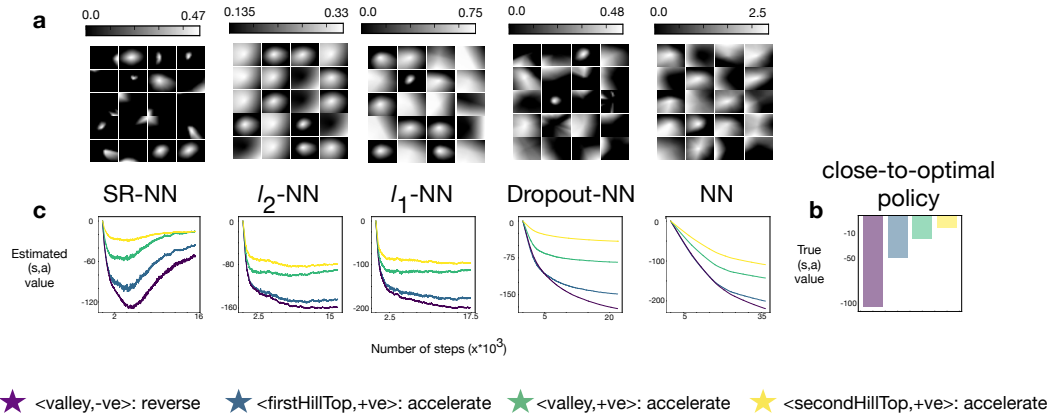 a
0.0 0.47
0.135 0.33
0.0 0.75
0.0 0.48
0.0 2.5
SR-NN
l2-NN
l1-NN
Dropout-NN
NN
close-to-optimal
policy
c
Estimated
(s,a)
value
0
-60
-120
2 16
0
-80
-160
2.5 15
0
-100
-200
2.5 17.5
0
-50
-150
5 20
0
-100
-200
5 35
b
True
(s,a)
value
-10
-50
-100
Number of steps (x*10^3)
<valley,-ve>: reverse
<firstHillTop,+ve>: accelerate
<valley,+ve>: accelerate
<secondHillTop,+ve>: accelerate